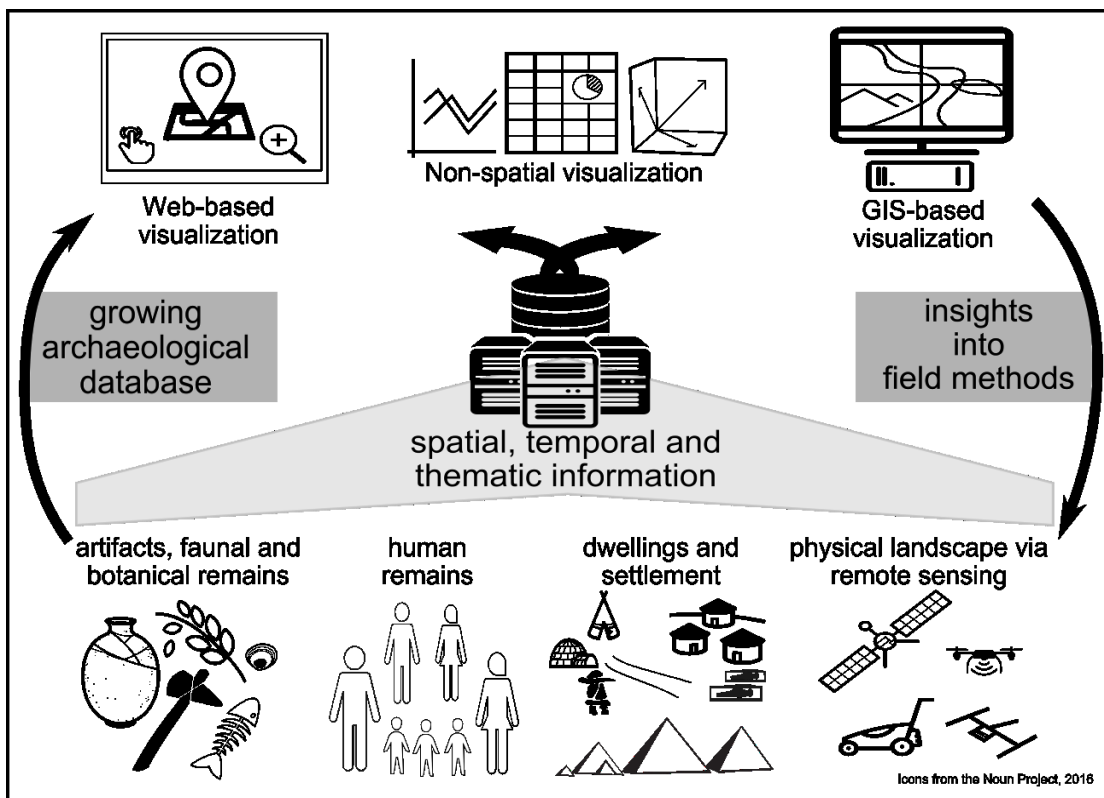 Non-spatial visualization
Web-based
visualization
GIS-based
visualization
growing
archaeological
database
insights
into
field methods
spatial, temporal and
thematic information
artifacts, faunal and
botanical remains
human
remains
dwellings and
settlement
physical landscape via
remote sensing
Icons from the Noun Project, 2016